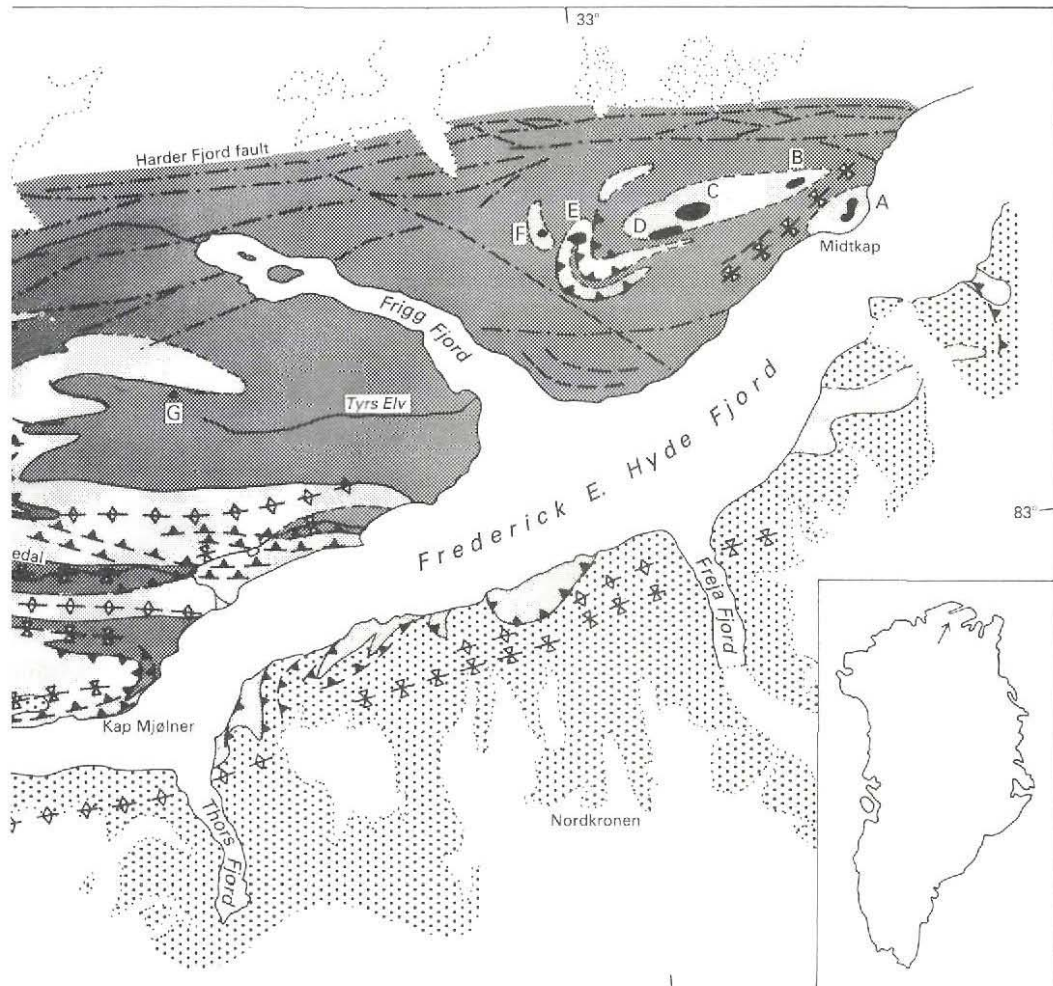 33°
Harder Fjord fault
B
C
A
E
D
F
Midtkap
Frigg Fjord
G
Tyrs Elv
Frederick E. Hyde Fjord
83°
edal
Freja Fjord
Kap Mjølner
Thors Fjord
Nordkronen